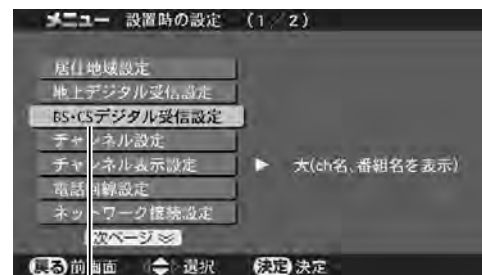 メニュー 設置時の設定 (1/2)
居住地域設定
地上デジタル受信設定
BS・CSデジタル受信設定
チャンネル設定
チャンネル表示設定 ▶ 大(ch名、番組名を表示)
電話回線設定
ネットワーク接続設定
次ページ
戻る 前画面 選択 決定 決定